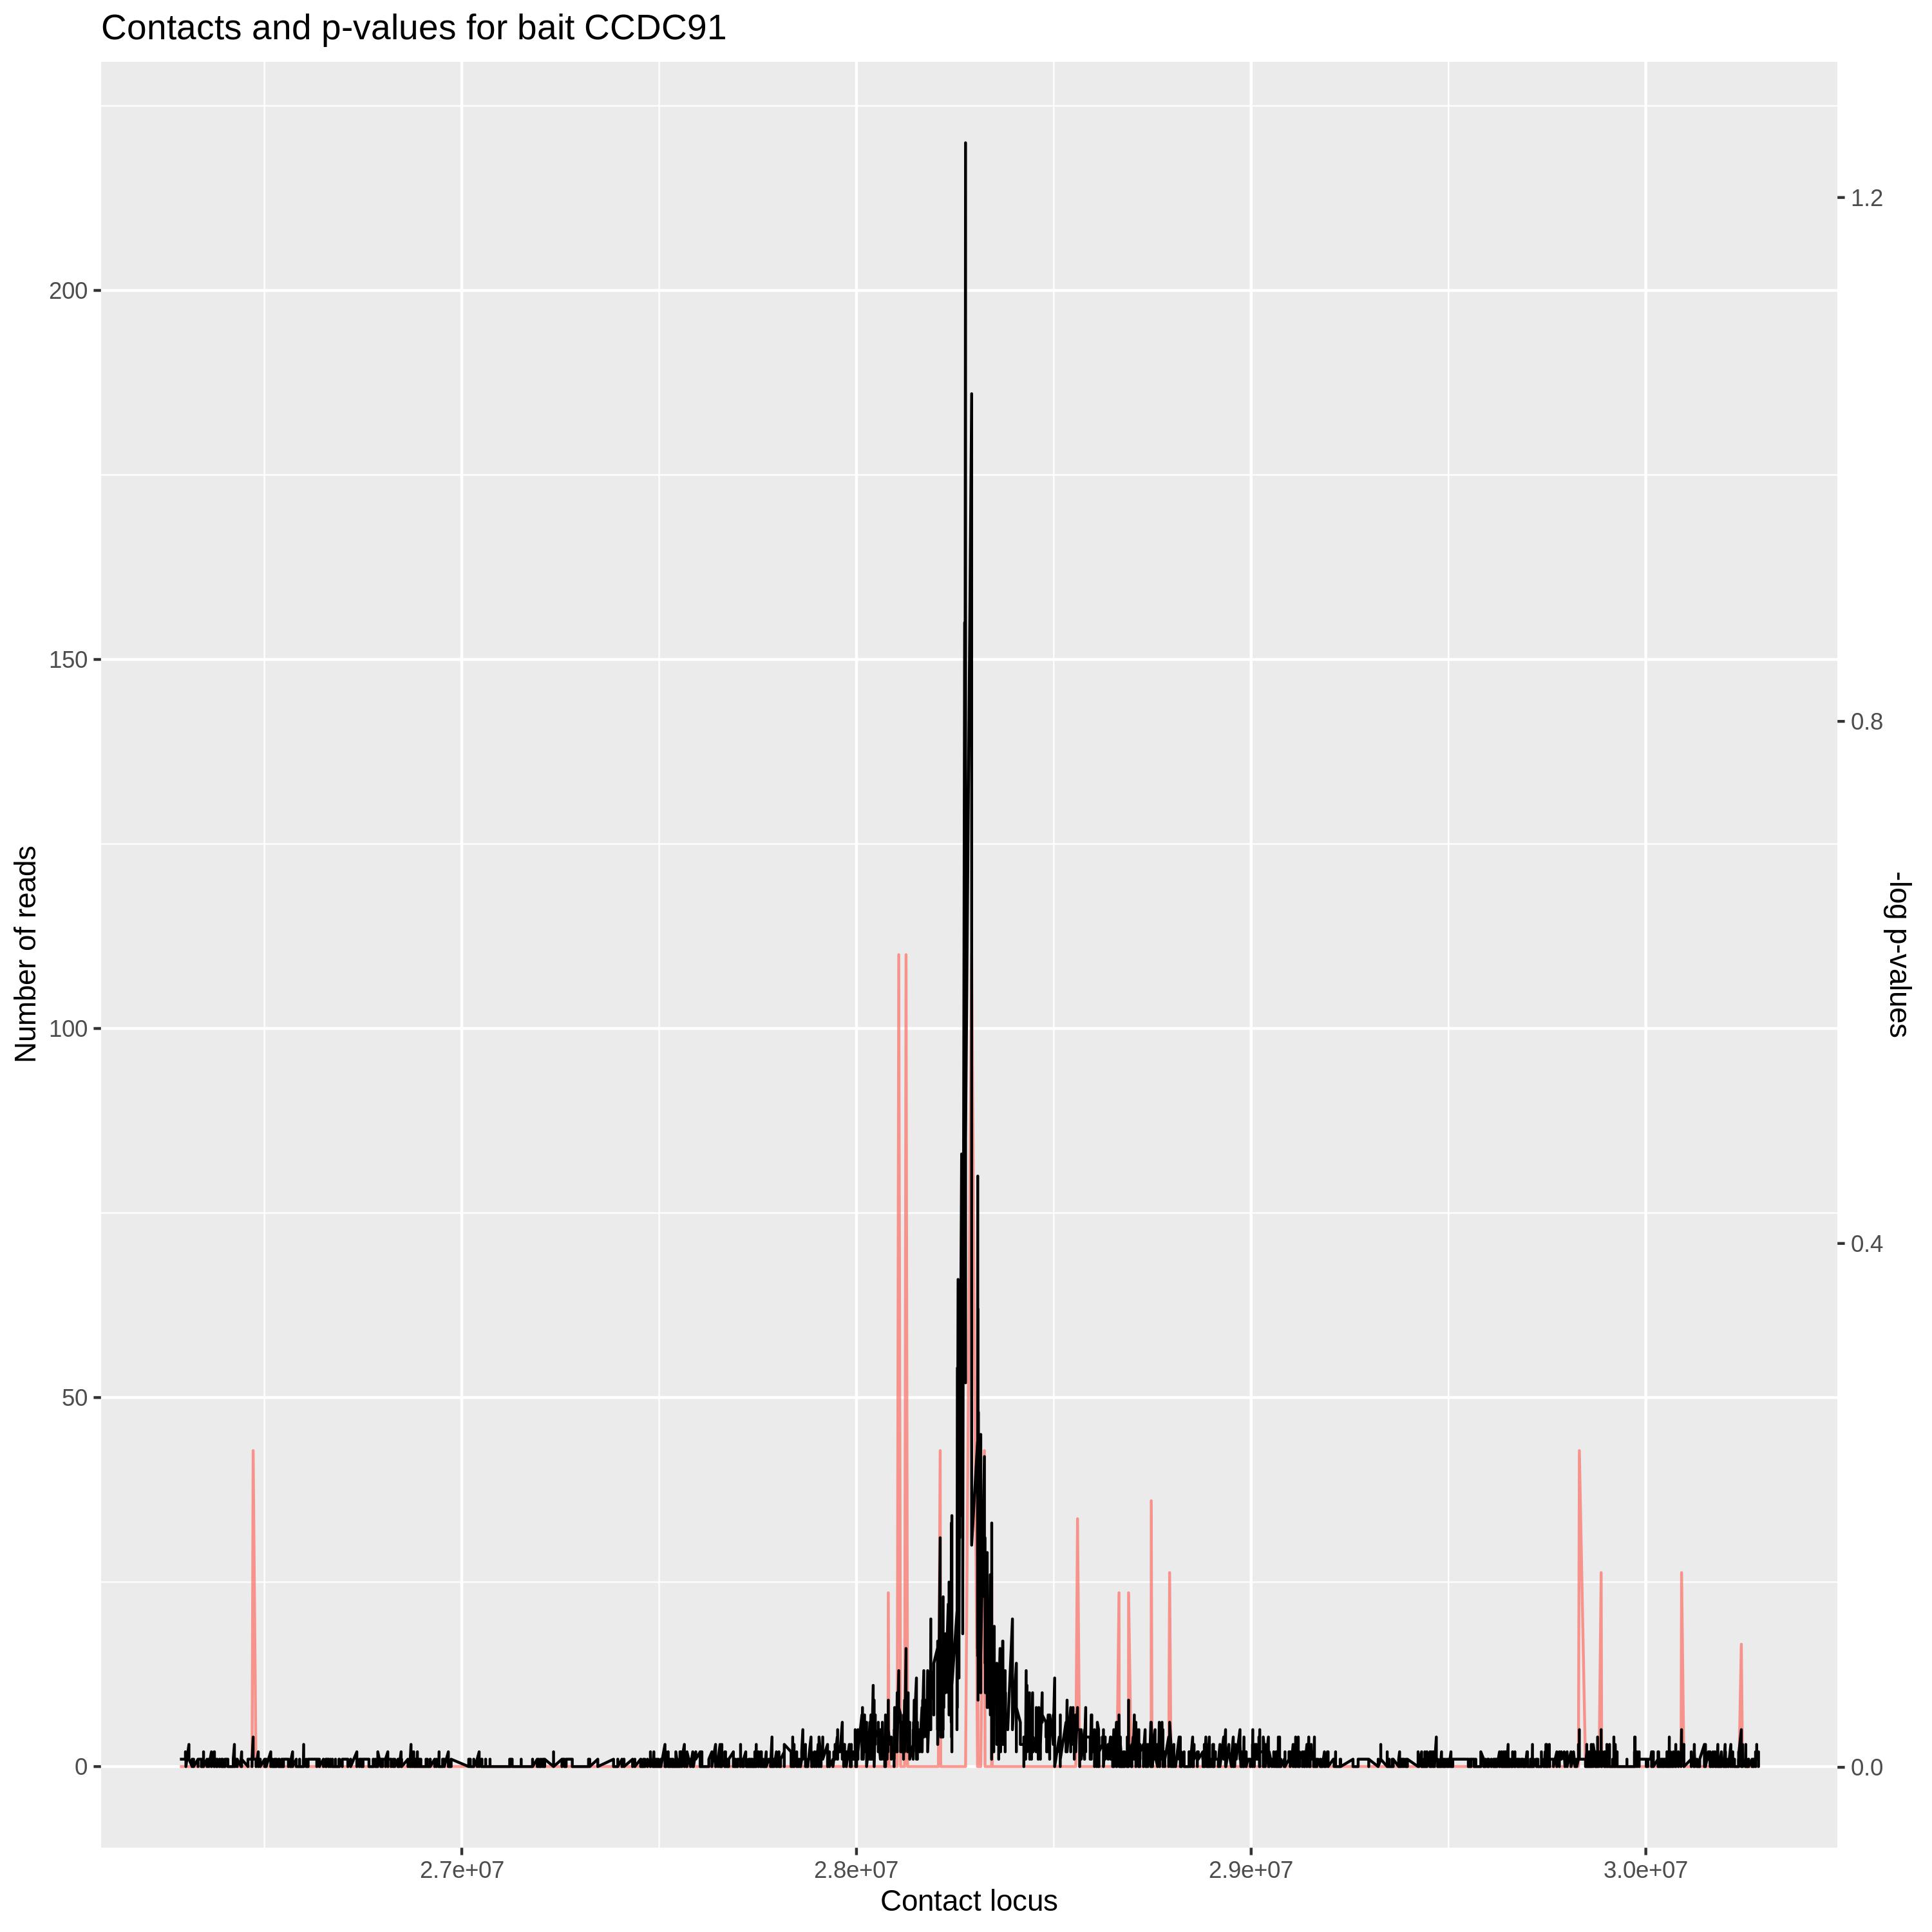 Contacts and p-values for bait CCDC91
Number of reads
200
150
100
50
0
1.2
0.8
0.4
0.0
-log p-values
2.7e+07
2.8e+07
2.9e+07
3.0e+07
Contact locus